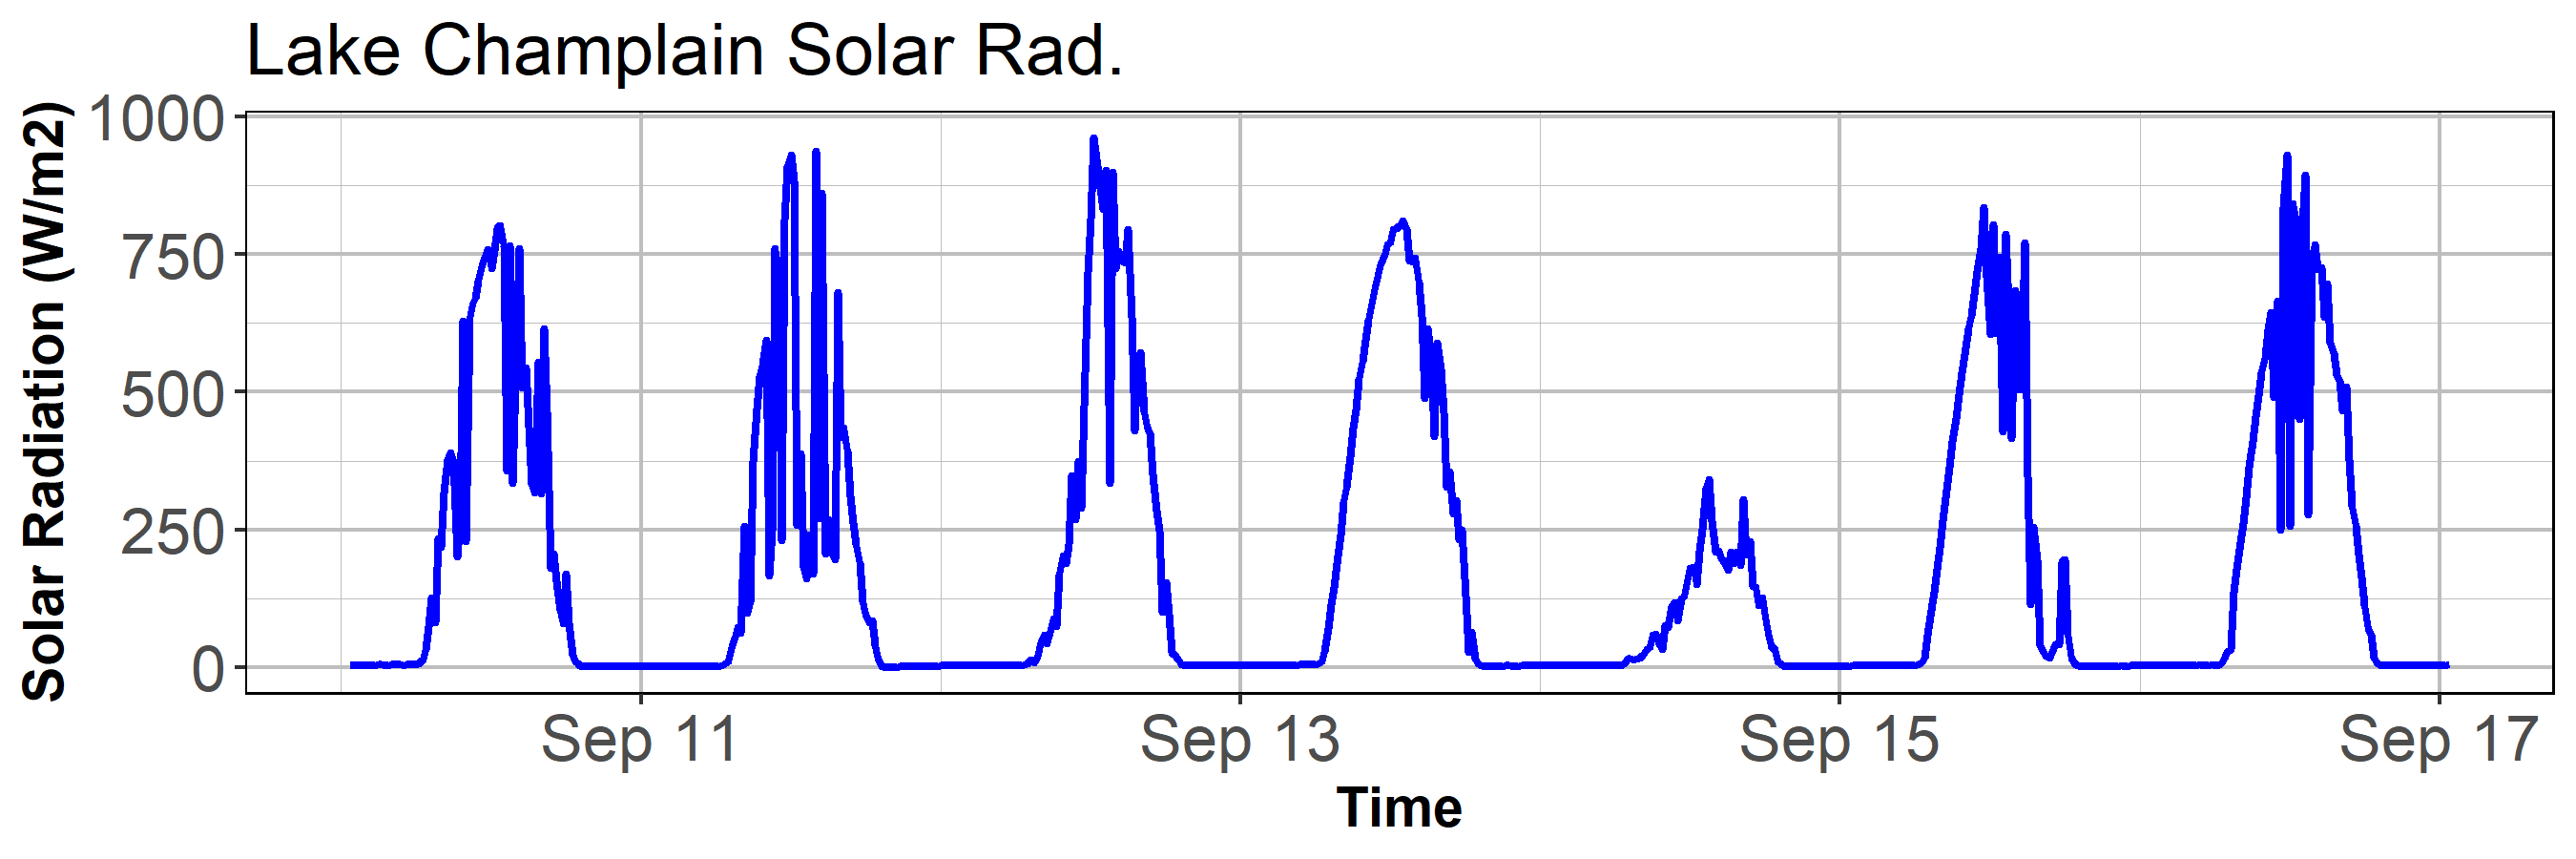 Lake Champlain Solar Rad.
Solar Radiation (W/m2)
1000
750
500
250
0
Sep 11 Sep 13 Sep 15 Sep 17
Time